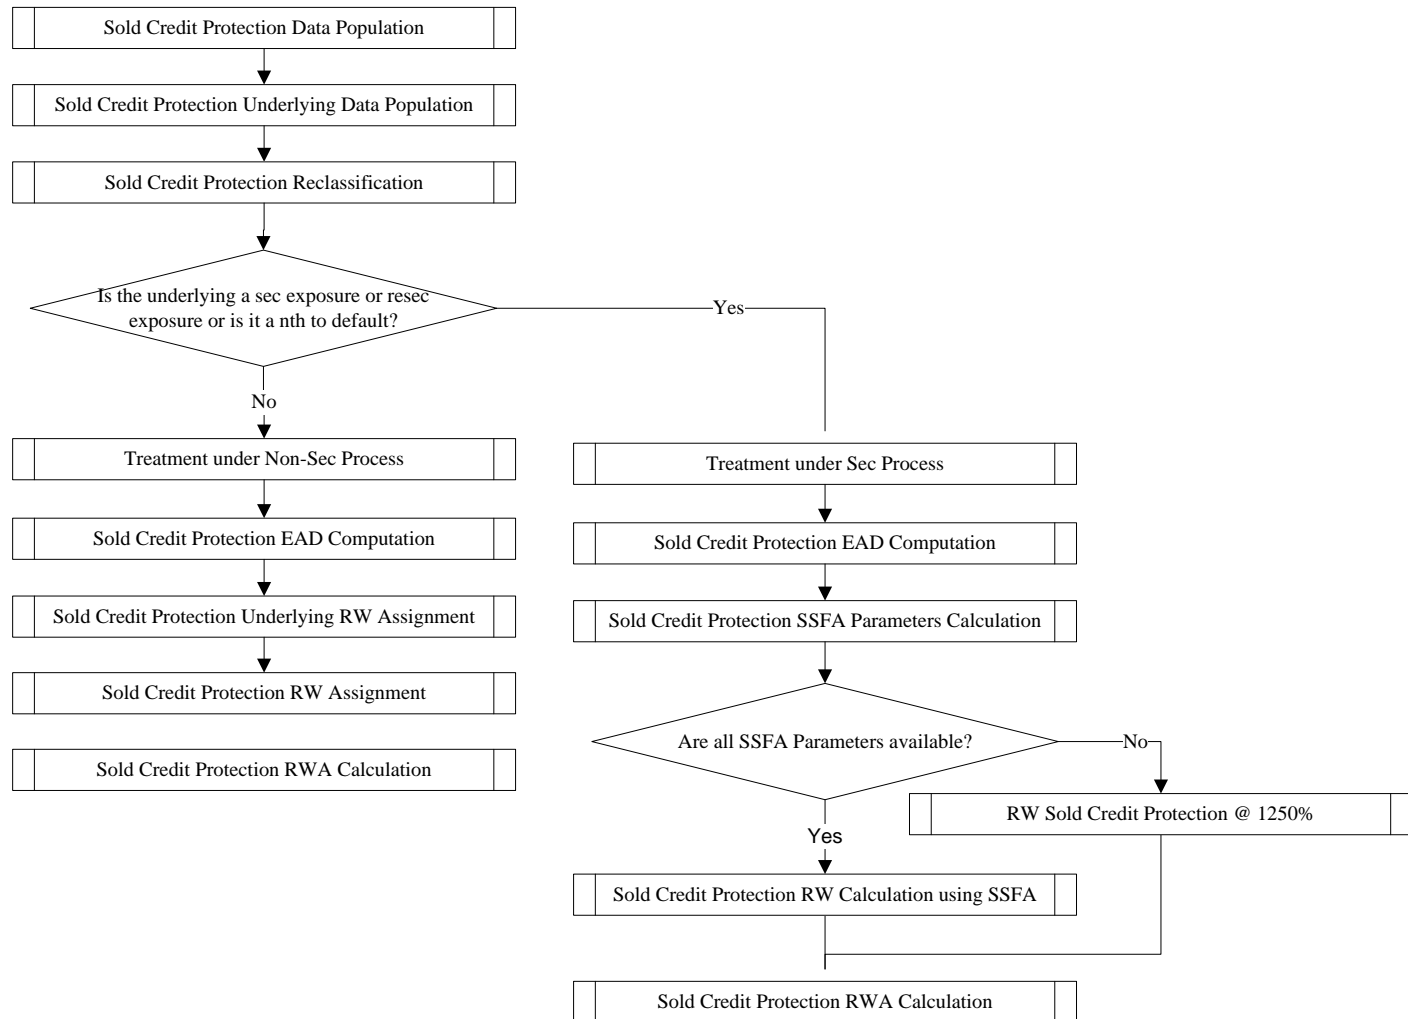 Sold Credit Protection Data Population
Sold Credit Protection Underlying Data Population
Sold Credit Protection Reclassification
Is the underlying a sec exposure or resec
exposure or is it a nth to default?
Yes
No
Treatment under Non-Sec Process
Sold Credit Protection EAD Computation
Sold Credit Protection Underlying RW Assignment
Sold Credit Protection RW Assignment
Sold Credit Protection RWA Calculation
Treatment under Sec Process
Sold Credit Protection EAD Computation
Sold Credit Protection SSFA Parameters Calculation
Are all SSFA Parameters available?
No
RW Sold Credit Protection @ 1250%
Yes
Sold Credit Protection RW Calculation using SSFA
Sold Credit Protection RWA Calculation